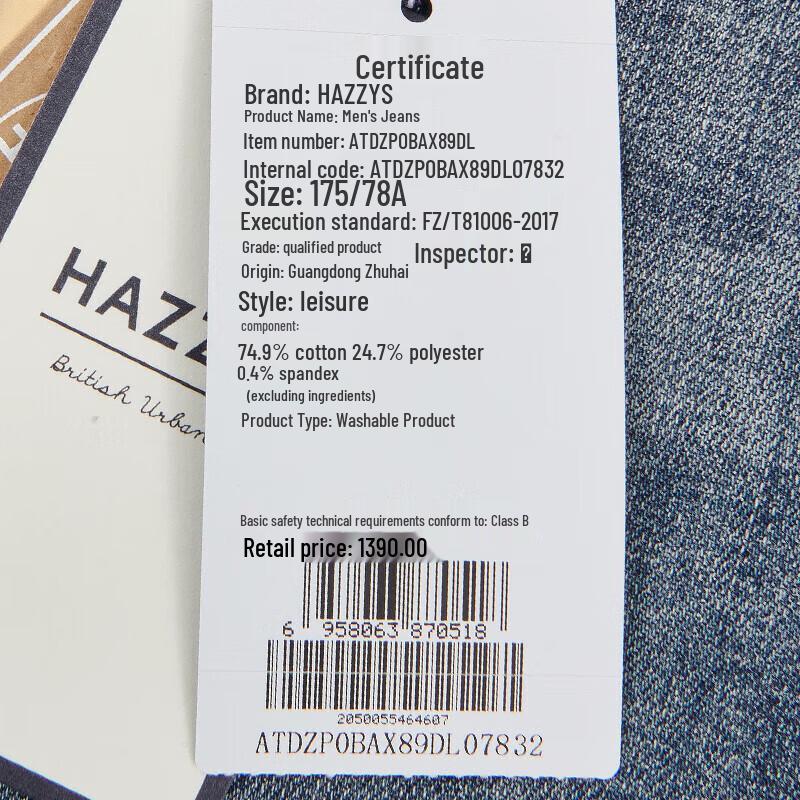 Certificate
Brand: HAZZYS
Product Name: Men's Jeans
Item number: ATDZP0BAX89DL
Internal code: ATDZP0BAX89DL07832
Size: 175/78A
Execution standard: FZ/T81006-2017
Grade: qualified product
Inspector:
Origin: Guangdong Zhuhai
Style: leisure
component:
74.9% cotton 24.7% polyester
0.4% spandex
(excluding ingredients)
Product Type: Washable Product
Basic safety technical requirements conform to: Class B
Retail price: 1390.00
6 958063 870518
2050055464607
ATDZP0BAX89DL07832
HAZZ
British Urban